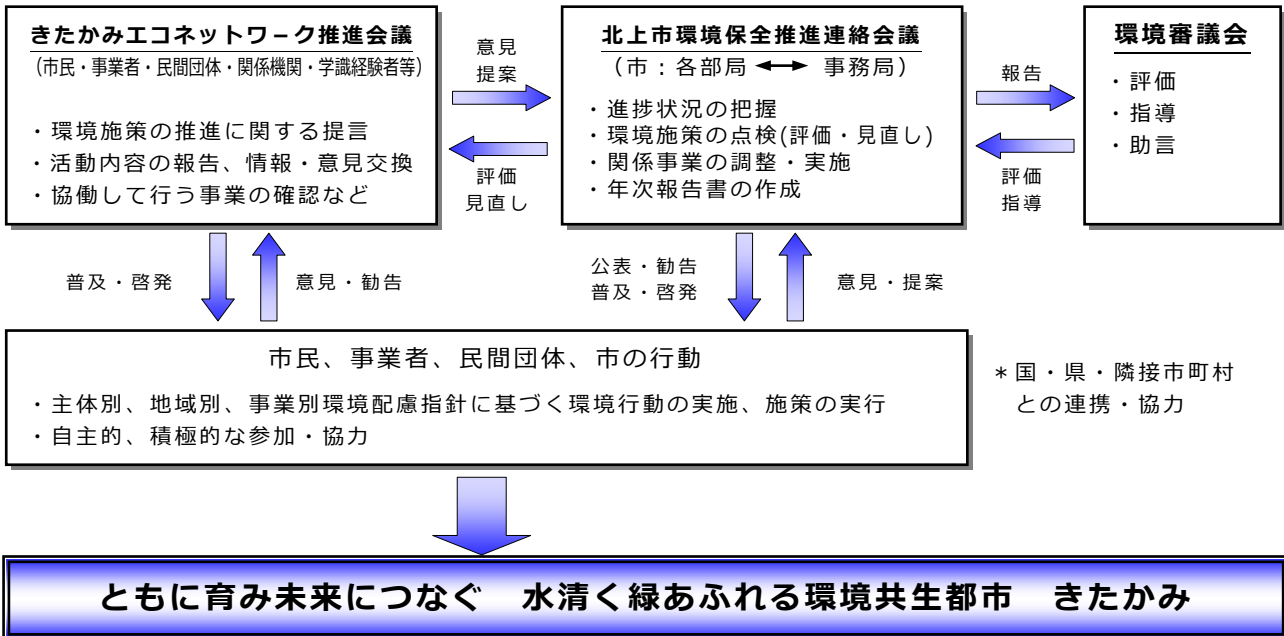 きたかみエコネットワ－ク推進会議
（市民・事業者・民間団体・関係機関・学識経験者等）
・環境施策の推進に関する提言
・活動内容の報告、情報・意見交換
・協働して行う事業の確認など
意見
提案
評価
見直し
北上市環境保全推進連絡会議
（市：各部局 事務局）
・進捗状況の把握
・環境施策の点検(評価・見直し)
・関係事業の調整・実施
・年次報告書の作成
報告
評価
指導
環境審議会
・評価
・指導
・助言
普及・啓発
意見・勧告
公表・勧告
普及・啓発
意見・提案
市民、事業者、民間団体、市の行動
・主体別、地域別、事業別環境配慮指針に基づく環境行動の実施、施策の実行
・自主的、積極的な参加・協力
＊国・県・隣接市町村
との連携・協力
ともに育み未来につなぐ　水清く緑あふれる環境共生都市　きたかみ